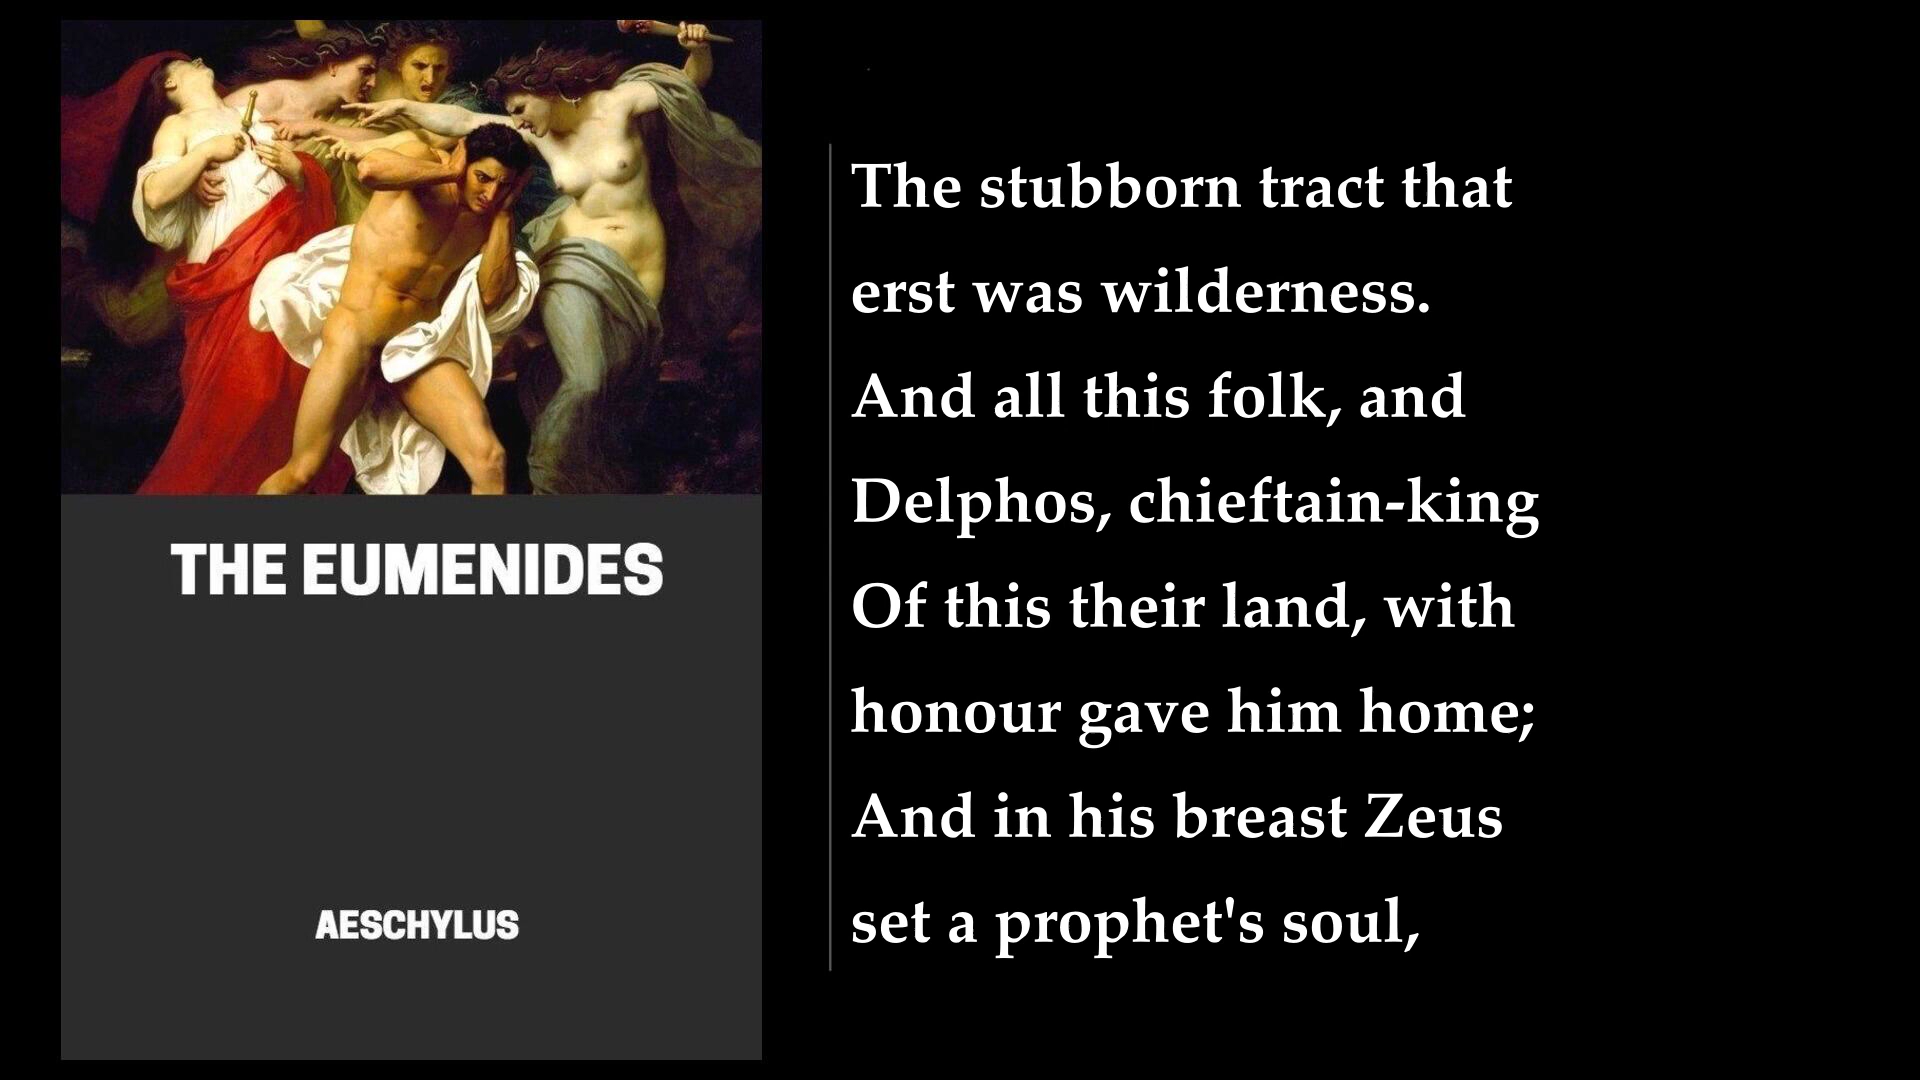 THE EUMENIDES
AESCHYLUS
The stubborn tract that
erst was wilderness.
And all this folk, and
Delphos, chieftain-king
Of this their land, with
honour gave him home;
And in his breast Zeus
set a prophet's soul,